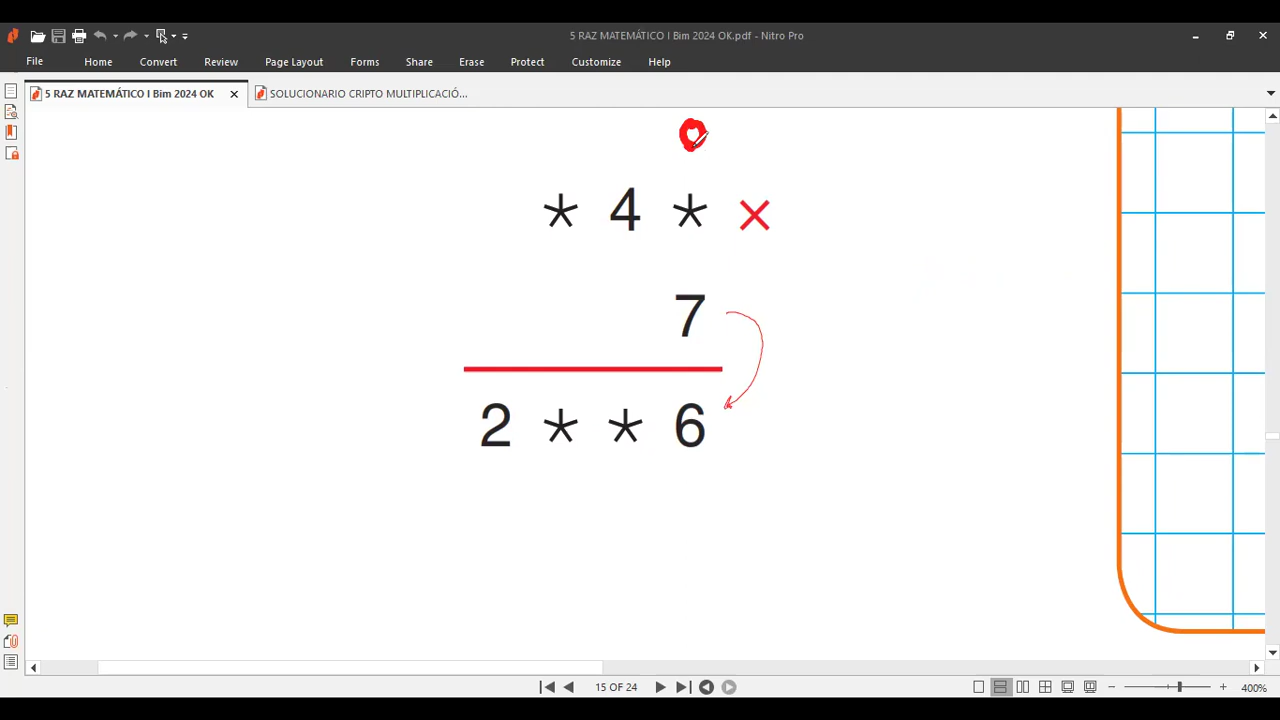 5 RAZ MATEMÁTICO I Bim 2024 OK.pdf - Nitro Pro
File Home Convert Review Page Layout Forms Share Erase Protect Customize Help
5 RAZ MATEMÁTICO I Bim 2024 OK SOLUCIONARIO CRIPTO MULTIPLICACIÓ...
* 4 * ×
7
2 * * 6
15 OF 24
400%